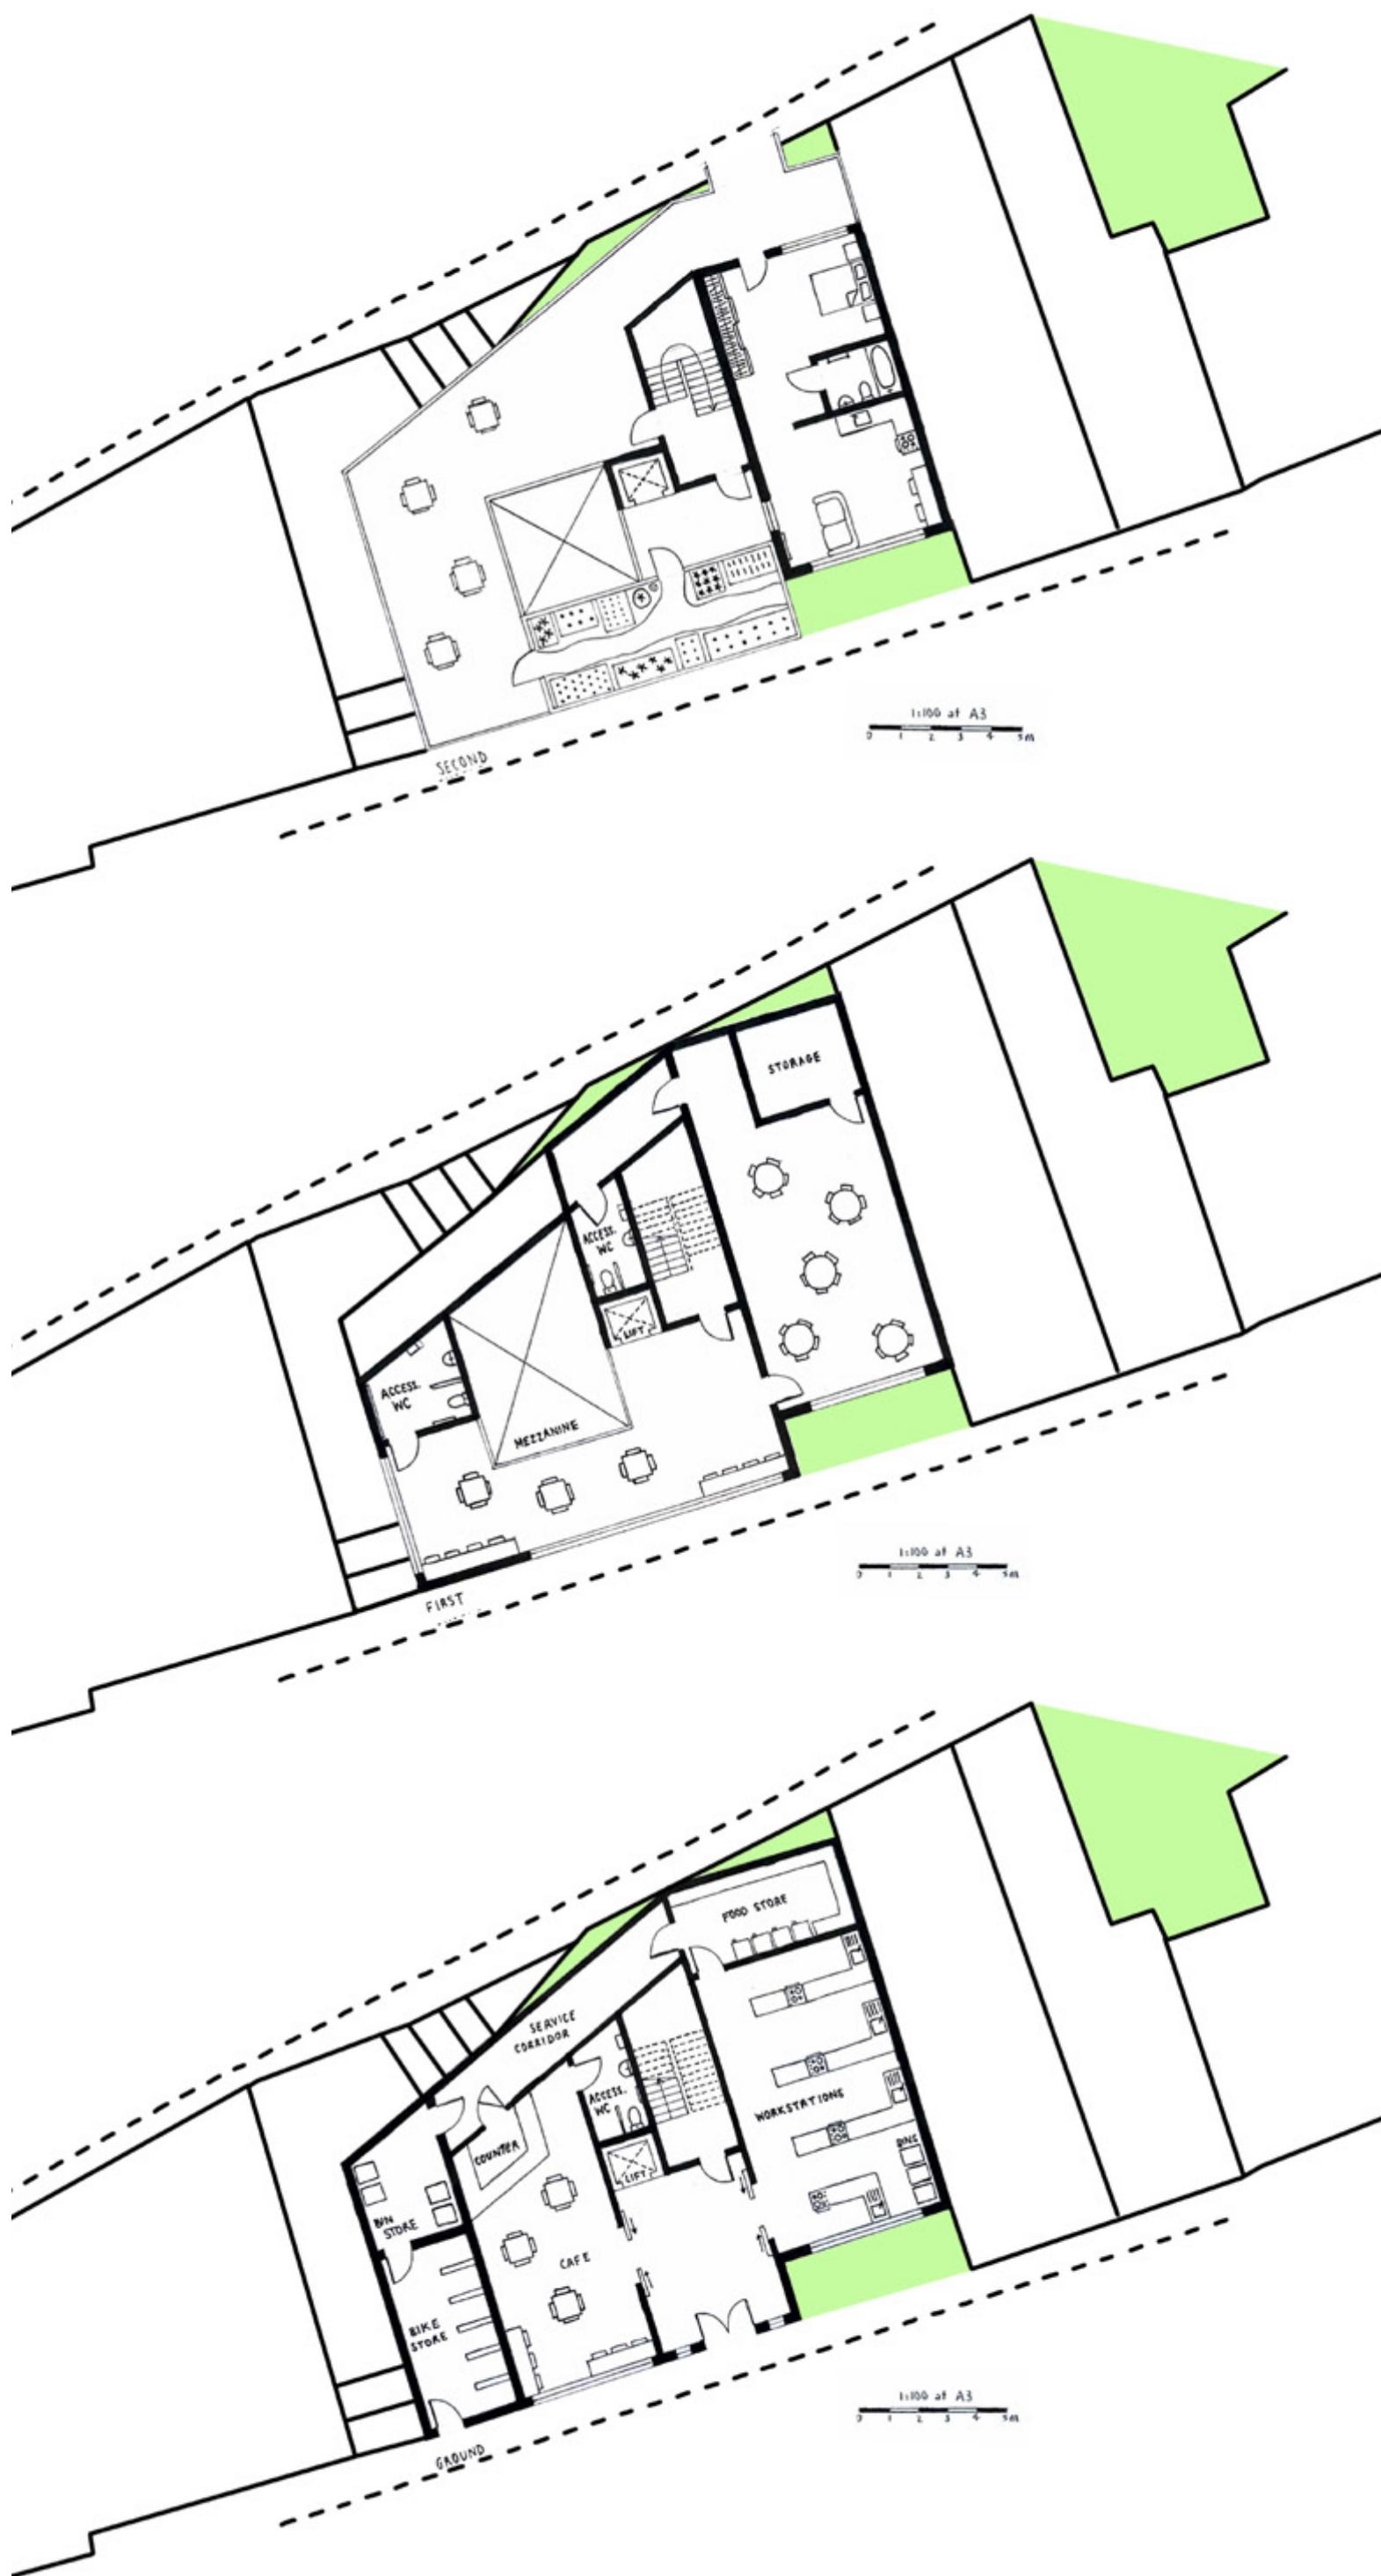 1:100 at A3
0 1 2 3 4 5m
SECOND
STORAGE
ACCESS.
WC
LIFT
ACCESS.
WC
MEZZANINE
1:100 at A3
0 1 2 3 4 5m
FIRST
FOOD STORE
SERVICE
CORRIDOR
ACCESS.
WC
WORKSTATIONS
COUNTER
BINS
LIFT
BIN
STORE
CAFE
BIKE
STORE
1:100 at A3
0 1 2 3 4 5m
GROUND